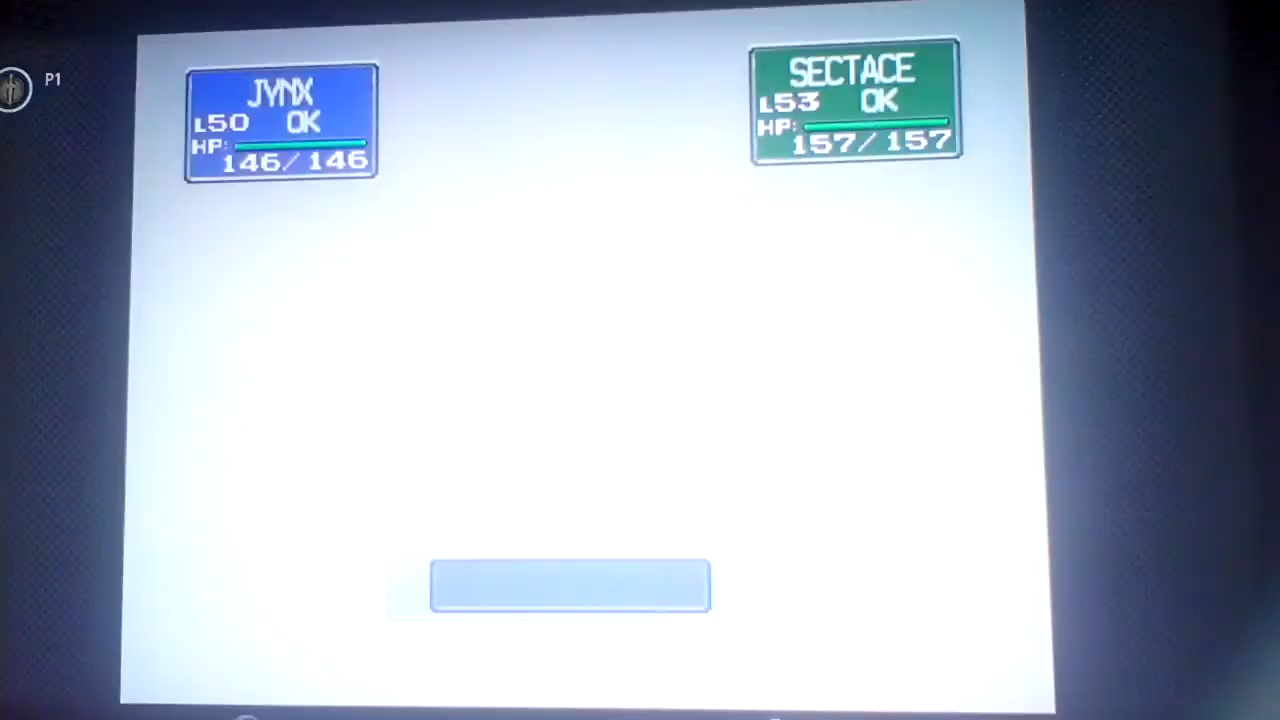 P1
JYNX
L50 OK
HP:
146/146
SECTACE
L53 OK
HP:
157/157